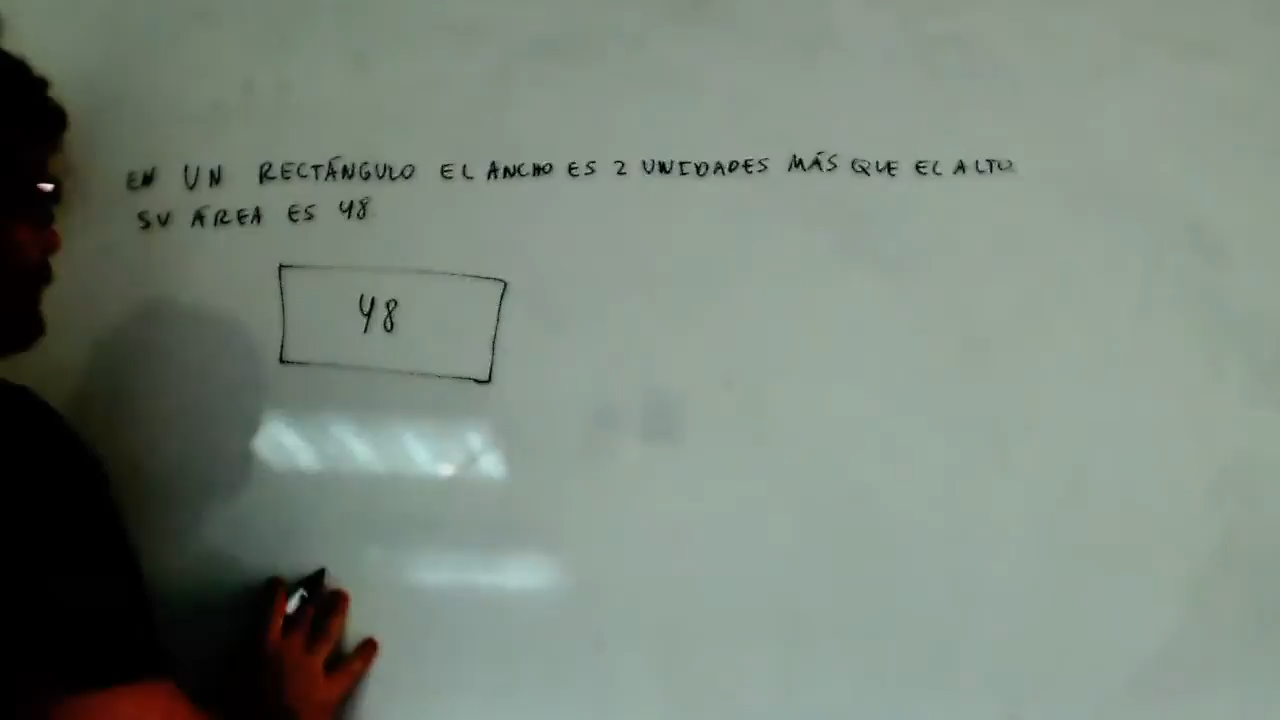 EN UN RECTÁNGULO EL ANCHO ES 2 UNIDADES MÁS QUE EL ALTO
SU ÁREA ES 48
48